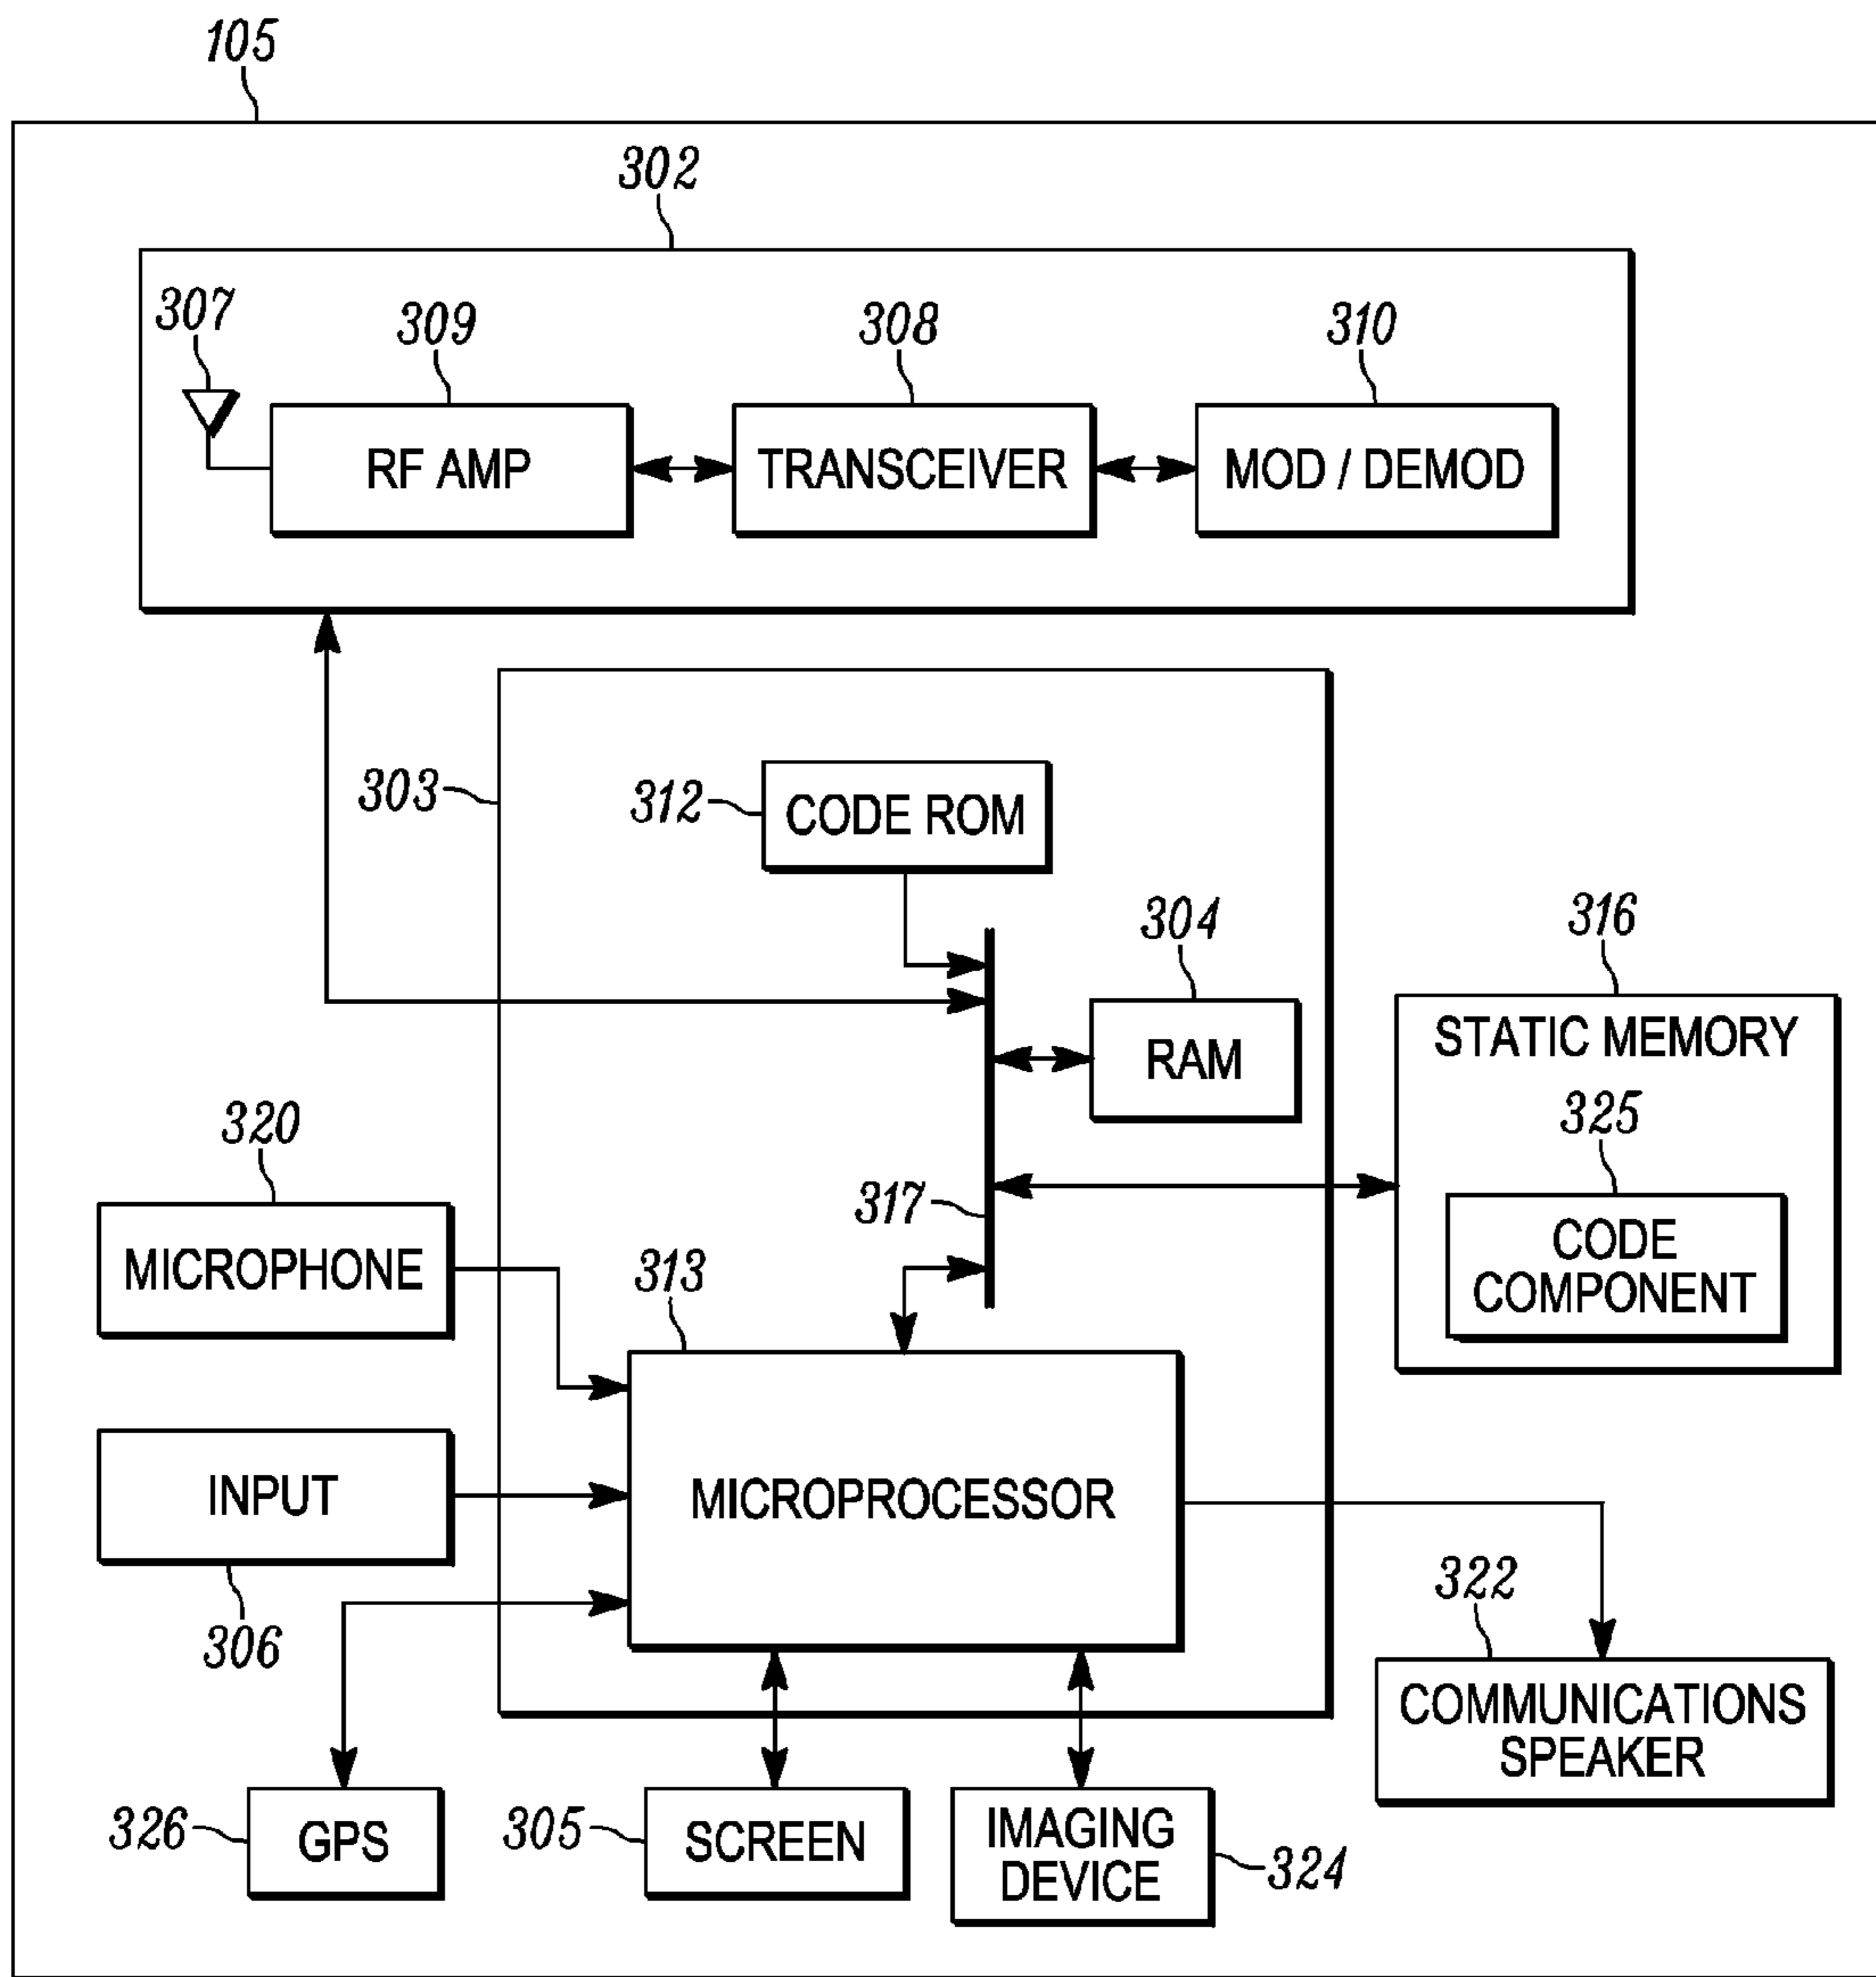 105
302
307
309
308
310
RF AMP
TRANSCEIVER
MOD / DEMOD
303
312
CODE ROM
304
RAM
316
STATIC MEMORY
325
CODE
COMPONENT
317
320
MICROPHONE
313
MICROPROCESSOR
INPUT
306
322
COMMUNICATIONS
SPEAKER
326
GPS
305
SCREEN
IMAGING
DEVICE
324